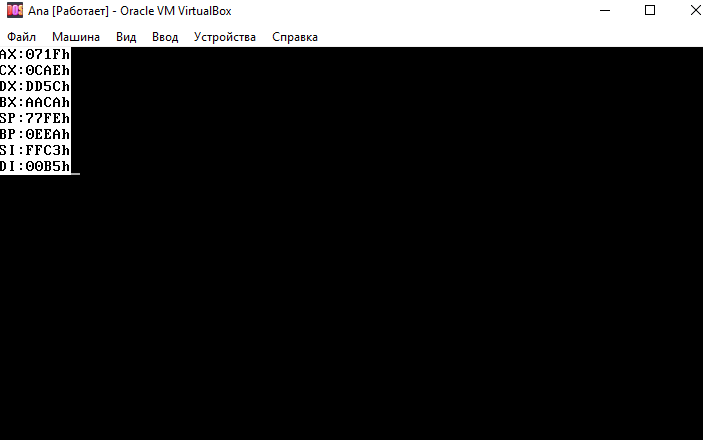 Ana [Работает] - Oracle VM VirtualBox
Файл Машина Вид Ввод Устройства Справка
AX:071Fh
CX:0CAEh
DX:DD5Ch
BX:AACAh
SP:77FEh
BP:0EEAh
SI:FFC3h
DI:00B5h_